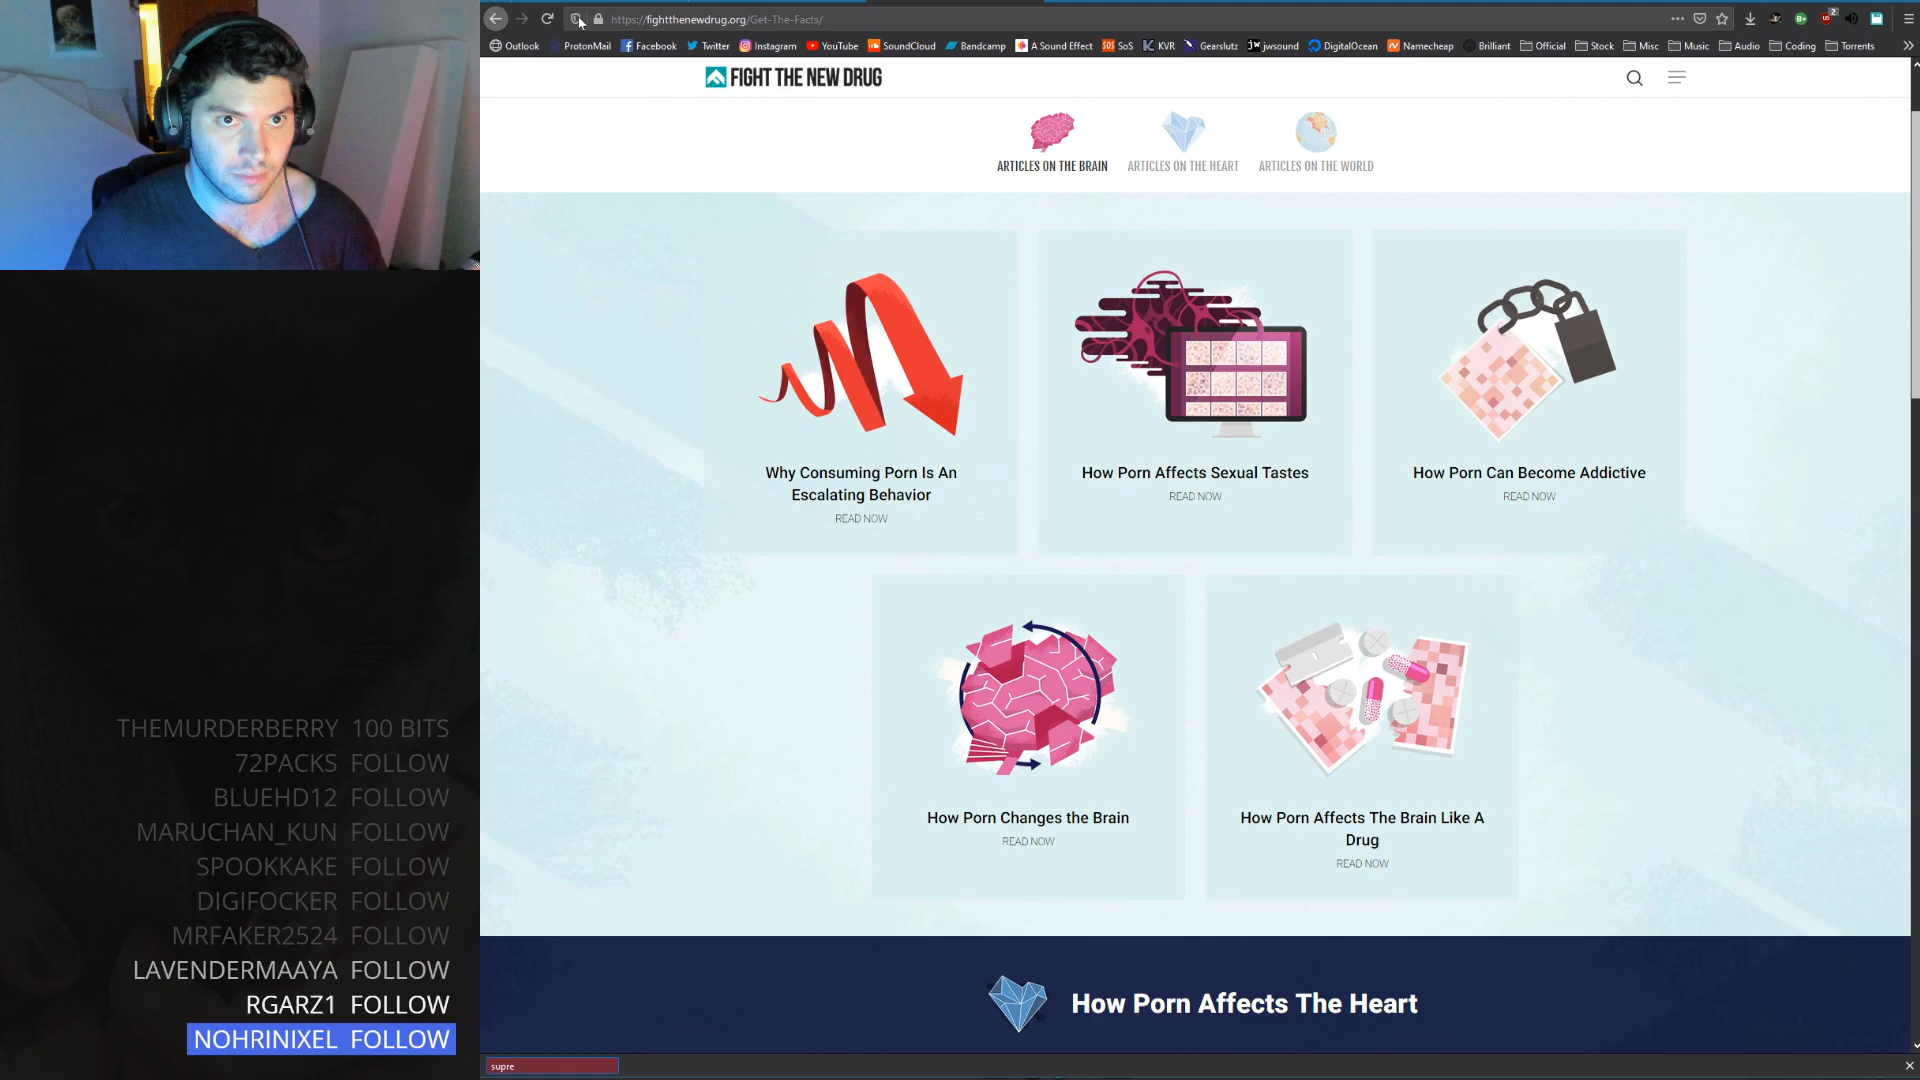 https://fightthenewdrug.org/Get-The-Facts/
2
Outlook ProtonMail Facebook Twitter Instagram YouTube SoundCloud Bandcamp A Sound Effect SOS SoS KVR Gearslutz jw jwsound DigitalOcean Namecheap Brilliant Official Stock Misc Music Audio Coding Torrents
FIGHT THE NEW DRUG
ARTICLES ON THE BRAIN ARTICLES ON THE HEART ARTICLES ON THE WORLD
Why Consuming Porn Is An
Escalating Behavior
READ NOW
How Porn Affects Sexual Tastes
READ NOW
How Porn Can Become Addictive
READ NOW
How Porn Changes the Brain
READ NOW
How Porn Affects The Brain Like A
Drug
READ NOW
How Porn Affects The Heart
supre
THEMURDERBERRY 100 BITS
72PACKS FOLLOW
BLUEHD12 FOLLOW
MARUCHAN_KUN FOLLOW
SPOOKKAKE FOLLOW
DIGIFOCKER FOLLOW
MRFAKER2524 FOLLOW
LAVENDERMAAYA FOLLOW
RGARZ1 FOLLOW
NOHRINIXEL FOLLOW